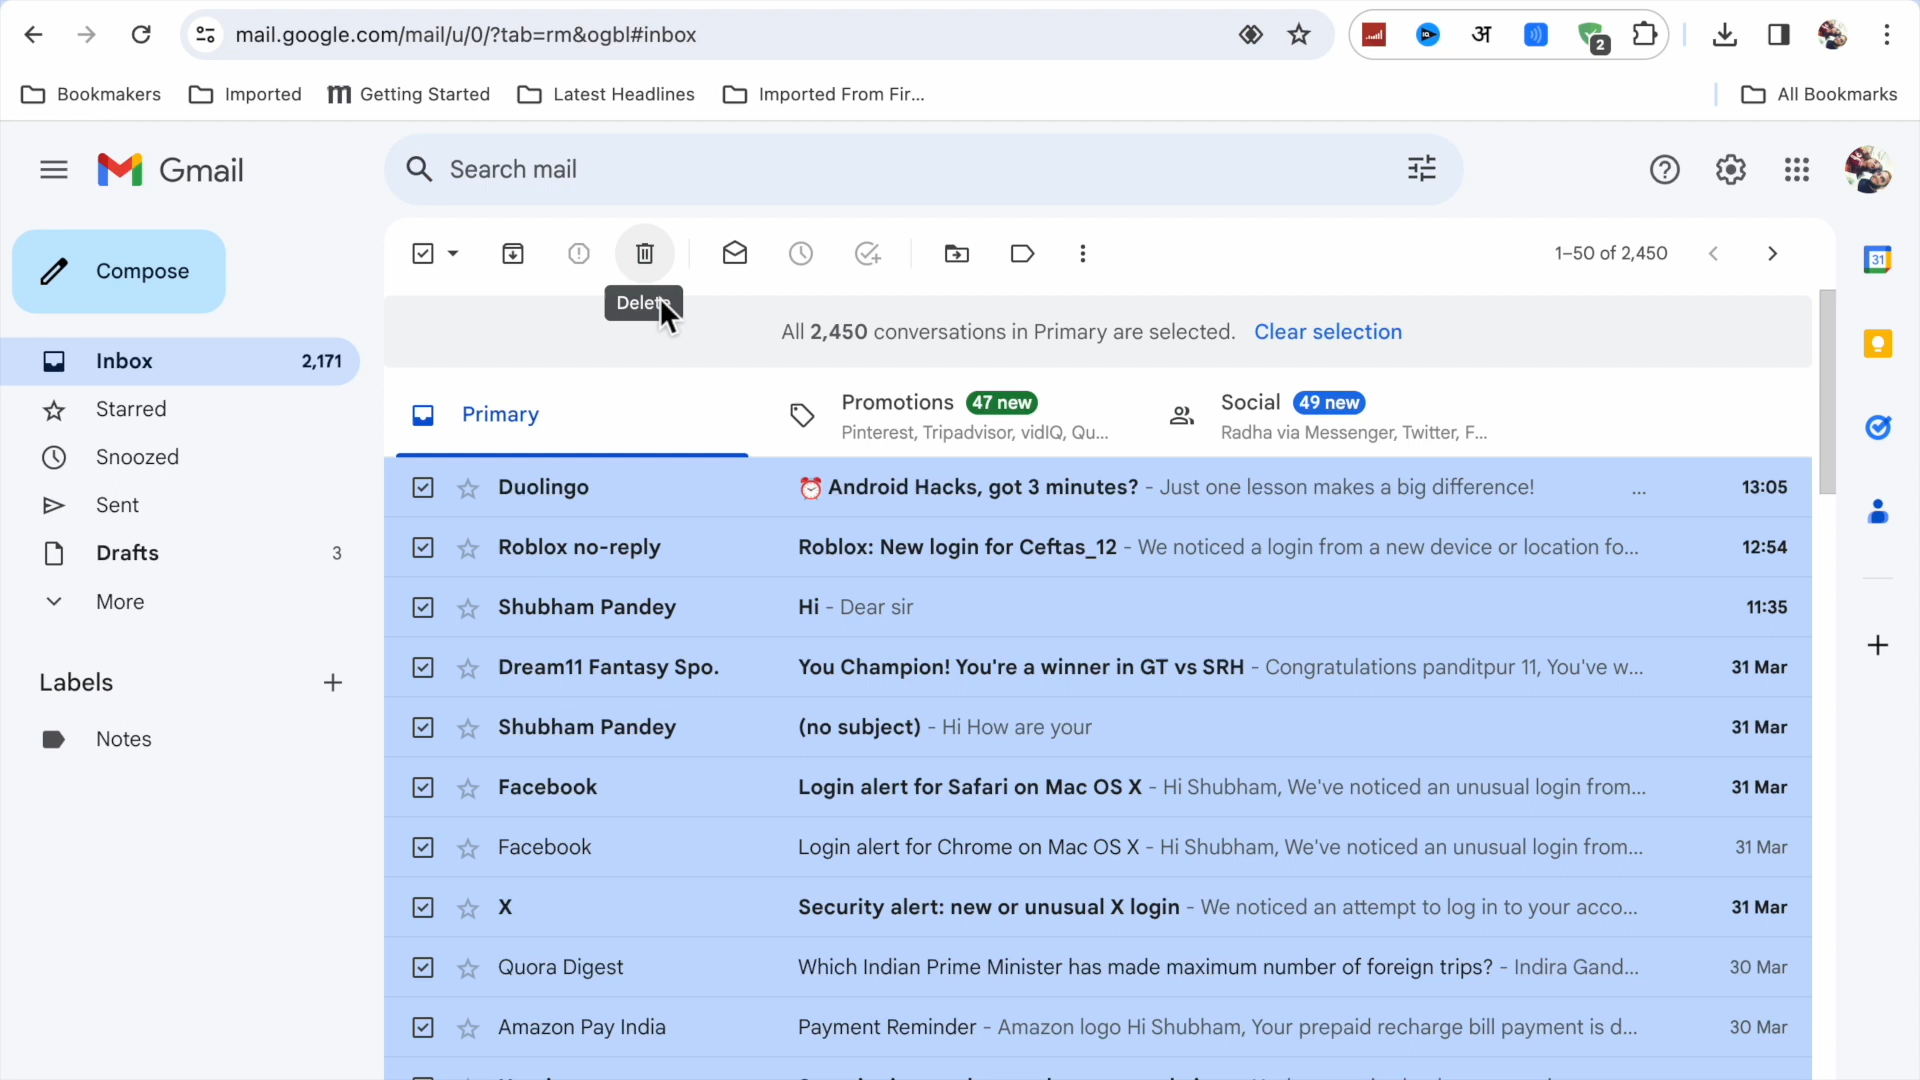 mail.google.com/mail/u/0/?tab=rm&ogbl#inbox
अ
2
Bookmakers
Imported
m Getting Started
Latest Headlines
Imported From Fir...
All Bookmarks
Gmail
Search mail
Compose
1–50 of 2,450
31
Delete
All 2,450 conversations in Primary are selected. Clear selection
Inbox 2,171
Starred
Snoozed
Sent
Drafts 3
More
Labels
Notes
Primary
Promotions 47 new
Pinterest, Tripadvisor, vidIQ, Qu...
Social 49 new
Radha via Messenger, Twitter, F...
Duolingo ⏰ Android Hacks, got 3 minutes? - Just one lesson makes a big difference! ... 13:05
Roblox no-reply Roblox: New login for Ceftas_12 - We noticed a login from a new device or location fo... 12:54
Shubham Pandey Hi - Dear sir 11:35
Dream11 Fantasy Spo. You Champion! You're a winner in GT vs SRH - Congratulations panditpur 11, You've w... 31 Mar
Shubham Pandey (no subject) - Hi How are your 31 Mar
Facebook Login alert for Safari on Mac OS X - Hi Shubham, We've noticed an unusual login from... 31 Mar
Facebook Login alert for Chrome on Mac OS X - Hi Shubham, We've noticed an unusual login from... 31 Mar
X Security alert: new or unusual X login - We noticed an attempt to log in to your acco... 31 Mar
Quora Digest Which Indian Prime Minister has made maximum number of foreign trips? - Indira Gand... 30 Mar
Amazon Pay India Payment Reminder - Amazon logo Hi Shubham, Your prepaid recharge bill payment is d... 30 Mar